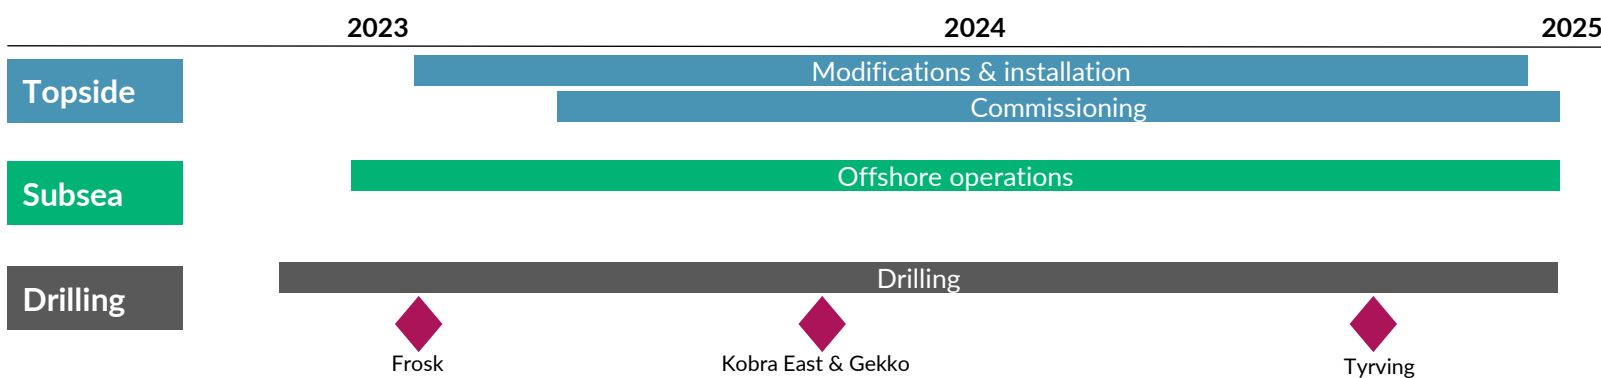 2023 2024 2025
Topside
Modifications & installation
Commissioning
Subsea
Offshore operations
Drilling
Drilling
Frosk
Kobra East & Gekko
Tyrving